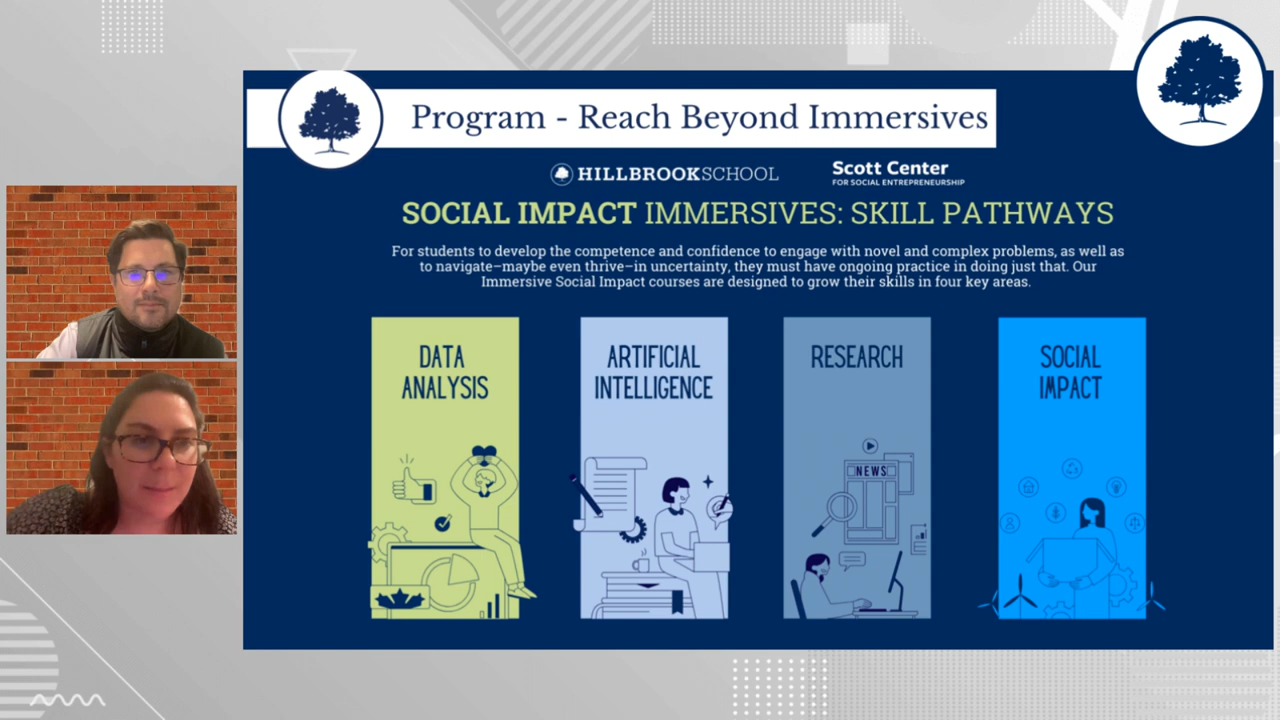 Program - Reach Beyond Immersives
HILLBROOKSCHOOL
Scott Center
FOR SOCIAL ENTREPRENEURSHIP
SOCIAL IMPACT IMMERSIVES: SKILL PATHWAYS
For students to develop the competence and confidence to engage with novel and complex problems, as well as
to navigate–maybe even thrive–in uncertainty, they must have ongoing practice in doing just that. Our
Immersive Social Impact courses are designed to grow their skills in four key areas.
DATA
ANALYSIS
ARTIFICIAL
INTELLIGENCE
RESEARCH
NEWS
SOCIAL
IMPACT